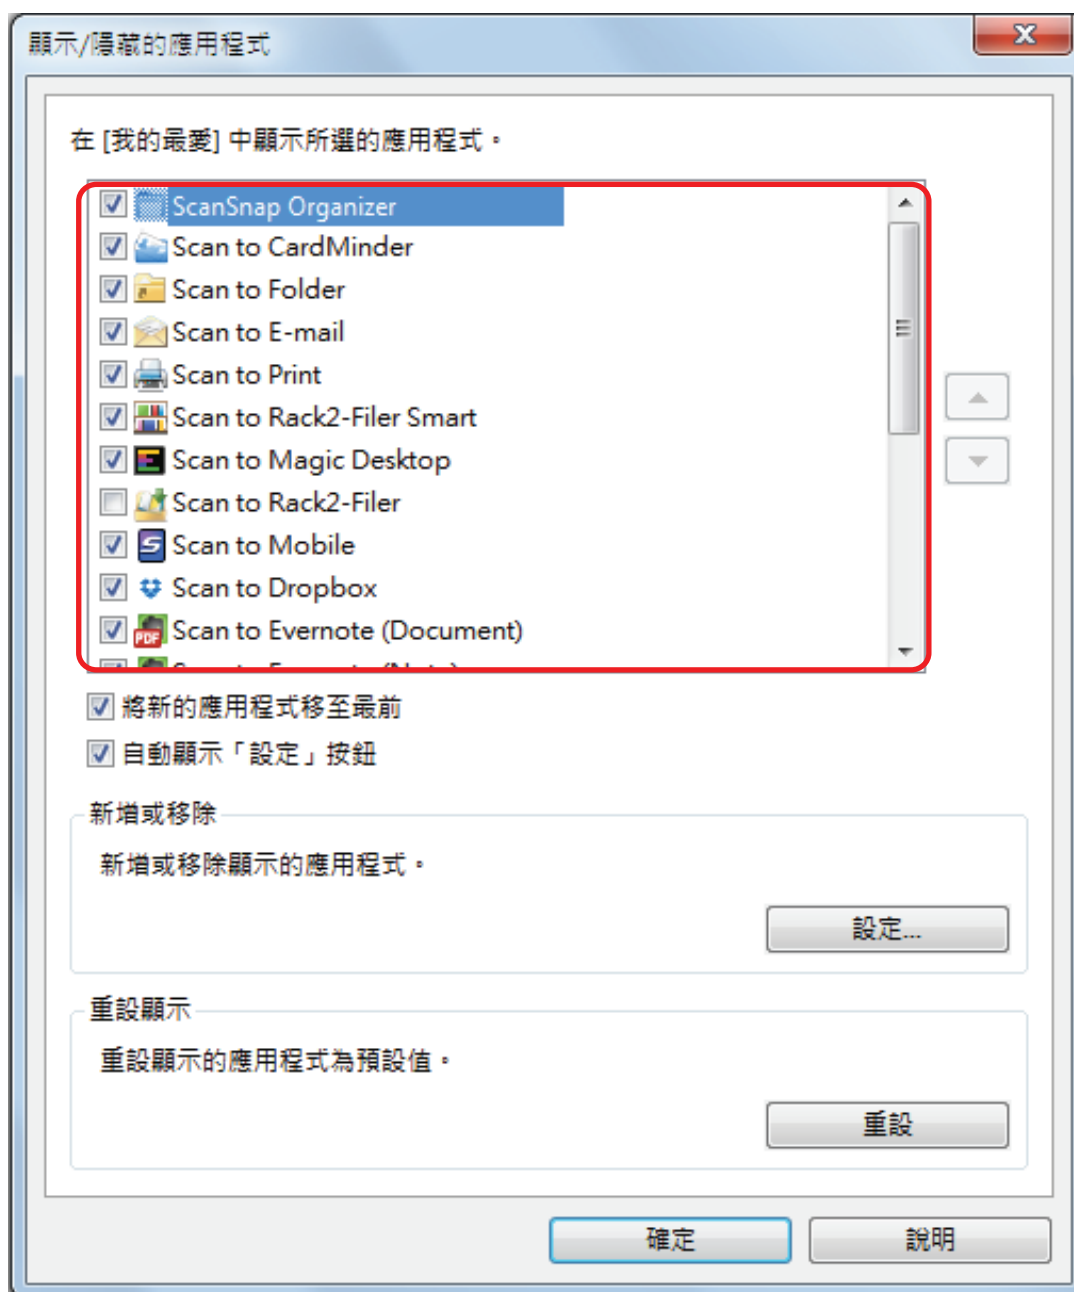 顯示/隱藏的應用程式
在 [我的最愛] 中顯示所選的應用程式。
ScanSnap Organizer
Scan to CardMinder
Scan to Folder
Scan to E-mail
Scan to Print
Scan to Rack2-Filer Smart
Scan to Magic Desktop
Scan to Rack2-Filer
Scan to Mobile
Scan to Dropbox
PDF Scan to Evernote (Document)
將新的應用程式移至最前
自動顯示「設定」按鈕
新增或移除
新增或移除顯示的應用程式。
設定...
重設顯示
重設顯示的應用程式為預設值。
重設
確定 說明